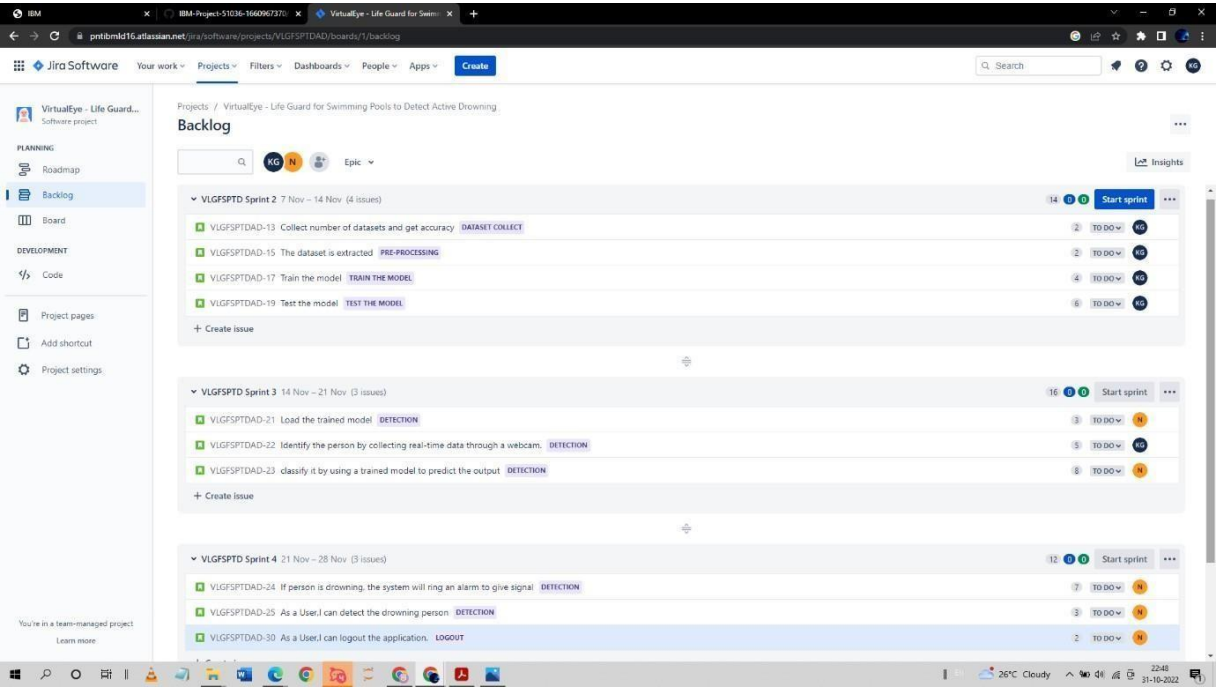 IBM
IBM-Project-51036-1660967370
VirtualEye - Life Guard for Swimm
pntibmld16.atlassian.net/jira/software/projects/VLGFSPTDAD/boards/1/backlog
Jira Software Your work Projects Filters Dashboards People Apps Create Search KG
VirtualEye - Life Guard...
Software project
PLANNING
Roadmap
Backlog
Board
DEVELOPMENT
Code
Project pages
Add shortcut
Project settings
You're in a team-managed project
Learn more
Projects / VirtualEye - Life Guard for Swimming Pools to Detect Active Drowning
Backlog
KG N Epic Insights
VLGFSPTD Sprint 2 7 Nov – 14 Nov (4 issues) 14 0 0 Start sprint
VLGFSPTDAD-13 Collect number of datasets and get accuracy DATASET COLLECT 2 TO DO KG
VLGFSPTDAD-15 The dataset is extracted PRE-PROCESSING 2 TO DO KG
VLGFSPTDAD-17 Train the model TRAIN THE MODEL 4 TO DO KG
VLGFSPTDAD-19 Test the model TEST THE MODEL 6 TO DO KG
+ Create issue
VLGFSPTD Sprint 3 14 Nov – 21 Nov (3 issues) 16 0 0 Start sprint
VLGFSPTDAD-21 Load the trained model DETECTION 3 TO DO N
VLGFSPTDAD-22 Identify the person by collecting real-time data through a webcam. DETECTION 5 TO DO KG
VLGFSPTDAD-23 classify it by using a trained model to predict the output DETECTION 8 TO DO N
+ Create issue
VLGFSPTD Sprint 4 21 Nov – 28 Nov (3 issues) 12 0 0 Start sprint
VLGFSPTDAD-24 If person is drowning, the system will ring an alarm to give signal DETECTION 7 TO DO N
VLGFSPTDAD-25 As a User,I can detect the drowning person DETECTION 3 TO DO N
VLGFSPTDAD-30 As a User,I can logout the application. LOGOUT 2 TO DO N
26°C Cloudy
22:48
31-10-2022